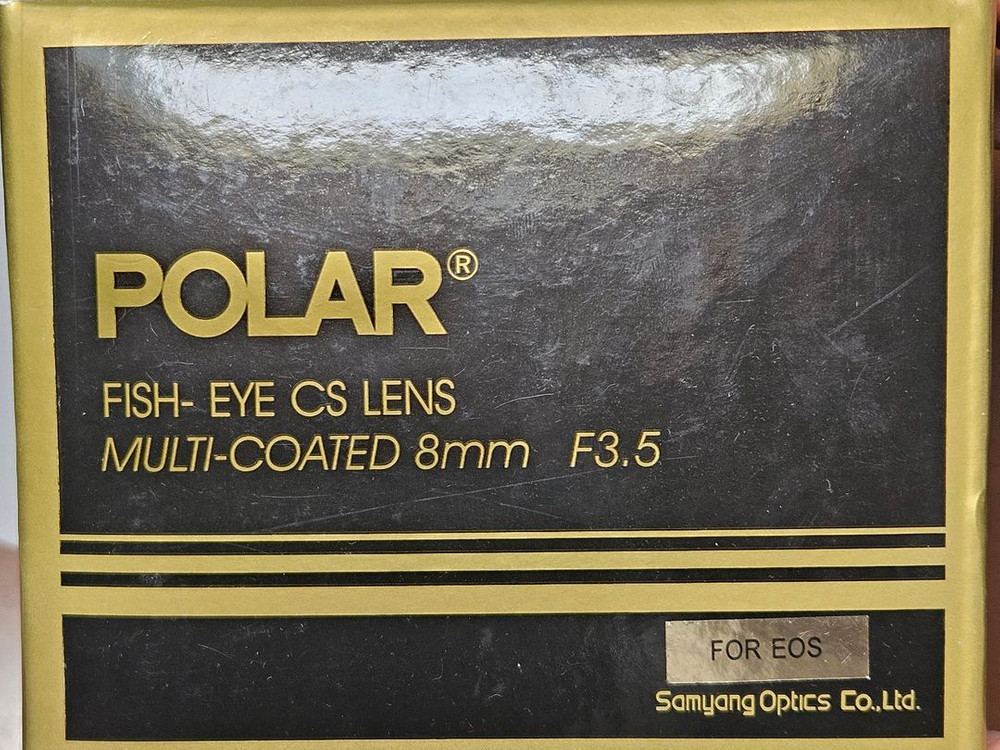 POLAR®
FISH- EYE CS LENS
MULTI-COATED 8mm F3.5
FOR EOS
Samyang Optics Co.,Ltd.